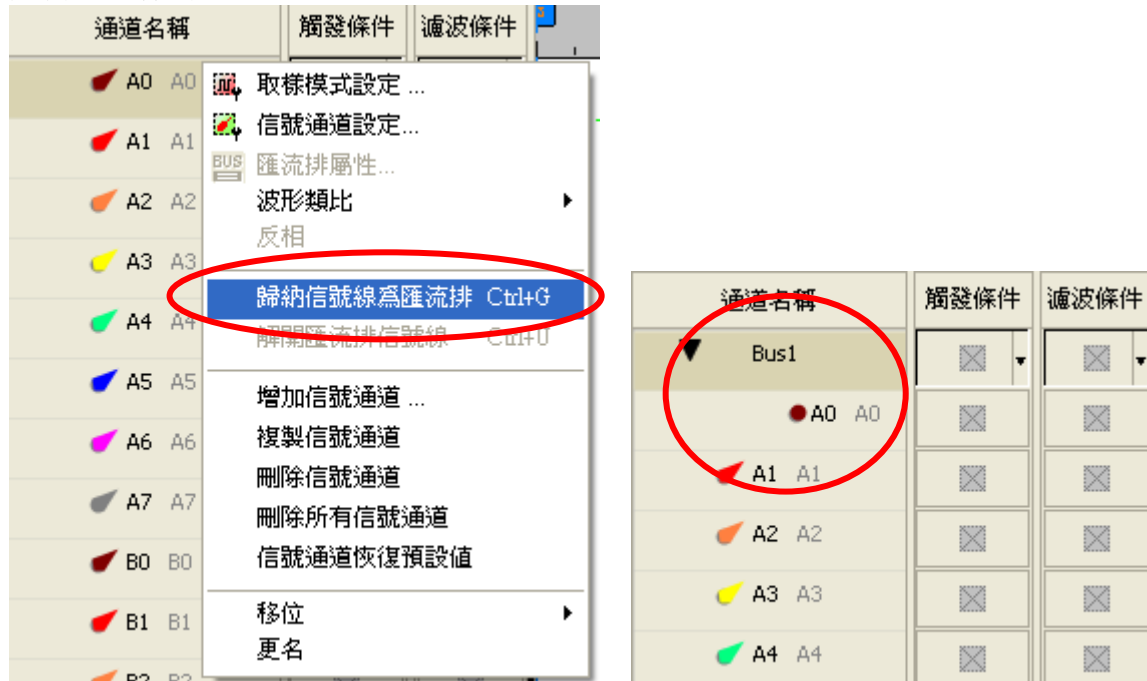 通道名稱 觸發條件 濾波條件
A0 A0
A1 A1
A2 A2
A3 A3
A4 A4
A5 A5
A6 A6
A7 A7
B0 B0
B1 B1
B2 B2
取樣模式設定 ...
信號通道設定...
BUS 匯流排屬性...
波形類比
反相
歸納信號線爲匯流排 Ctrl+G
解開匯流排信號線 Ctrl+U
增加信號通道 ...
複製信號通道
刪除信號通道
刪除所有信號通道
信號通道恢復預設値
移位
更名
通道名稱 觸發條件 濾波條件
Bus1
A0 A0
A1 A1
A2 A2
A3 A3
A4 A4